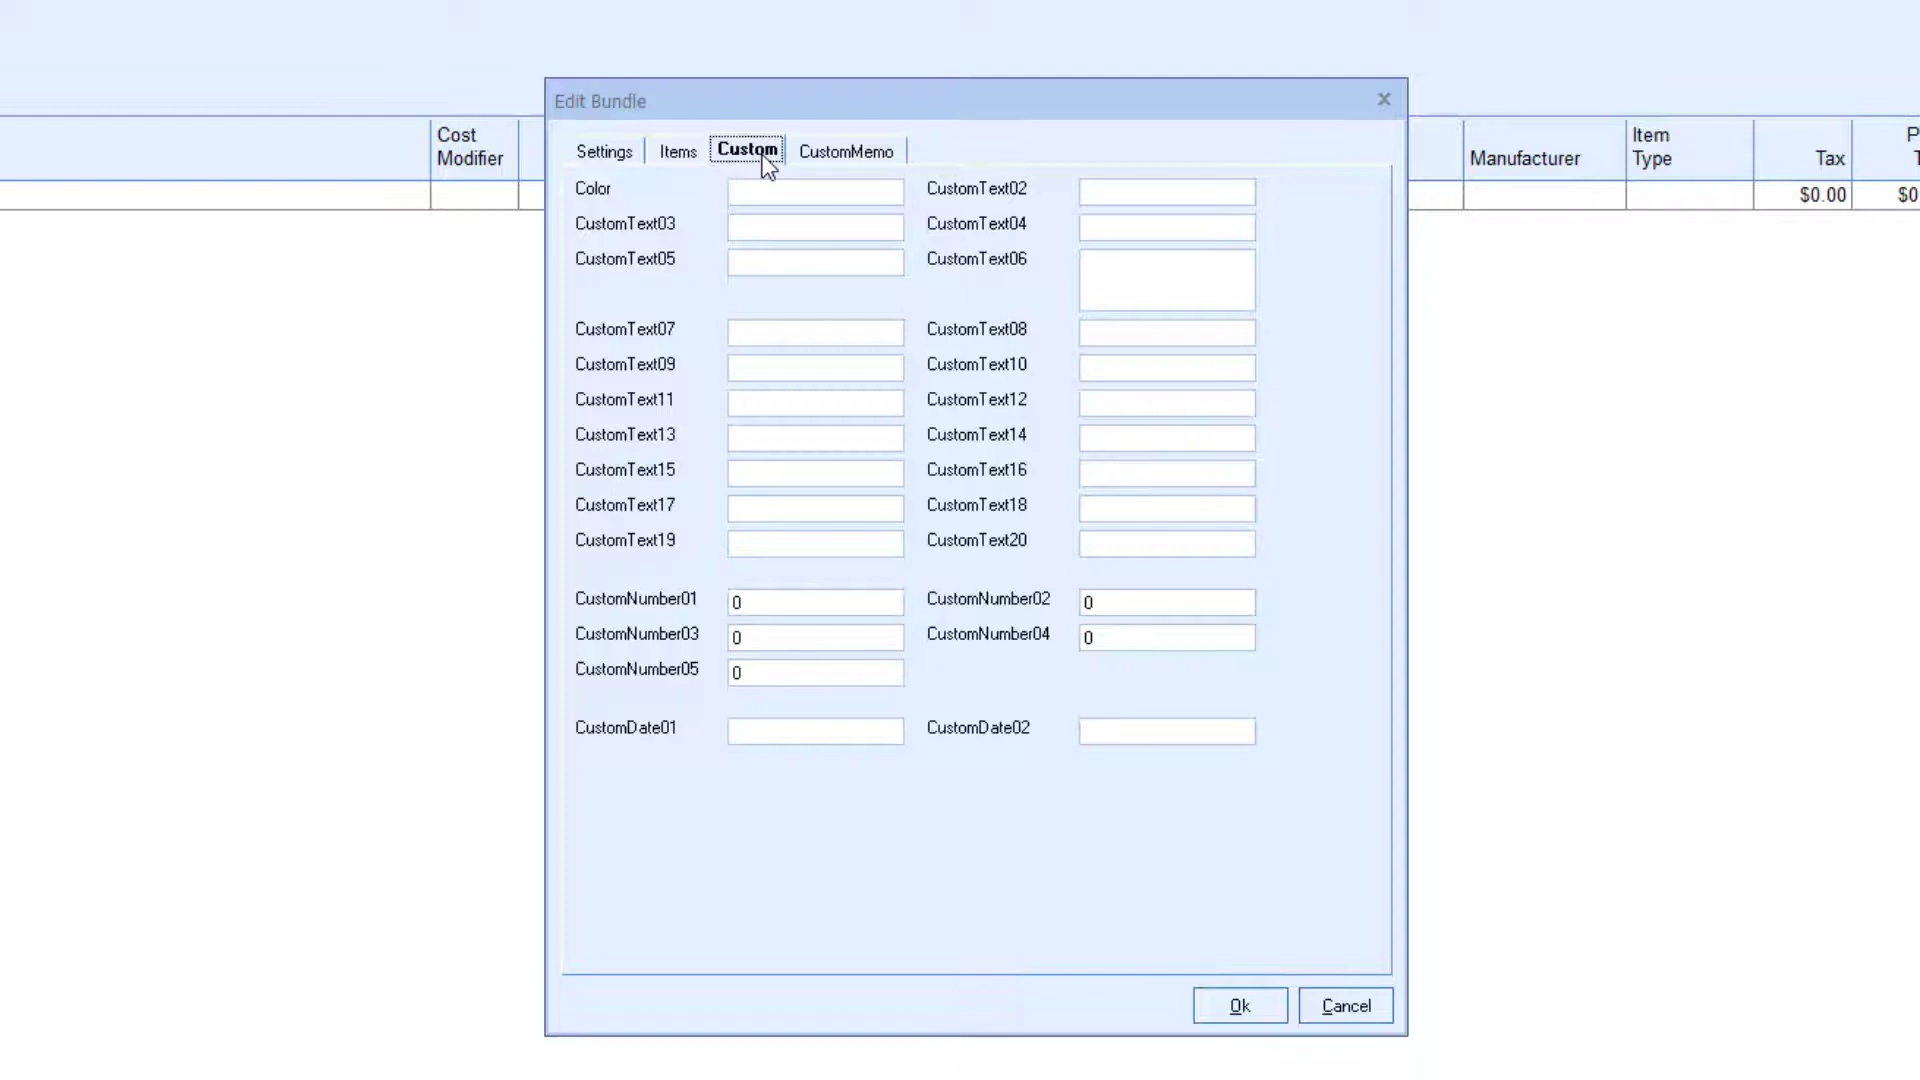 Edit Bundle
Settings Items Custom CustomMemo
Cost
Modifier
Manufacturer
Item
Type
Tax
$0.00
Color CustomText02
CustomText03 CustomText04
CustomText05 CustomText06
CustomText07 CustomText08
CustomText09 CustomText10
CustomText11 CustomText12
CustomText13 CustomText14
CustomText15 CustomText16
CustomText17 CustomText18
CustomText19 CustomText20
CustomNumber01 0 CustomNumber02 0
CustomNumber03 0 CustomNumber04 0
CustomNumber05 0
CustomDate01 CustomDate02
Ok Cancel